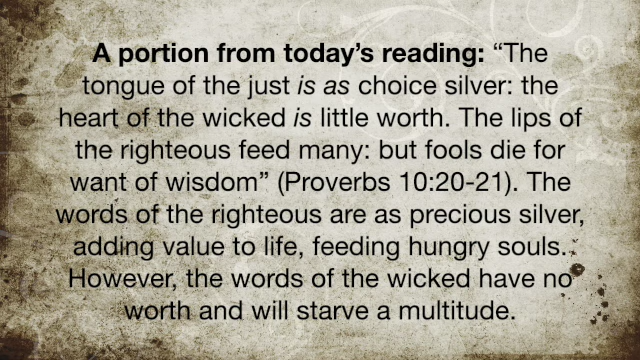 A portion from today’s reading: “The
tongue of the just is as choice silver: the
heart of the wicked is little worth. The lips of
the righteous feed many: but fools die for
want of wisdom” (Proverbs 10:20-21). The
words of the righteous are as precious silver,
adding value to life, feeding hungry souls.
However, the words of the wicked have no
worth and will starve a multitude.